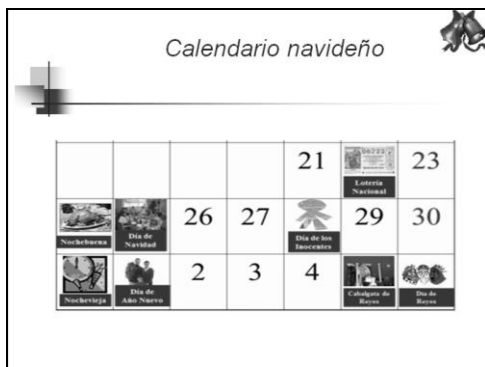 Calendario navideño
21
06223
Lotería
Nacional
23
Nochebuena
Día de
Navidad
26
27
Día de los
Inocentes
29
30
Nochevieja
Día de
Año Nuevo
2
3
4
Cabalgata de
Reyes
Día de
Reyes